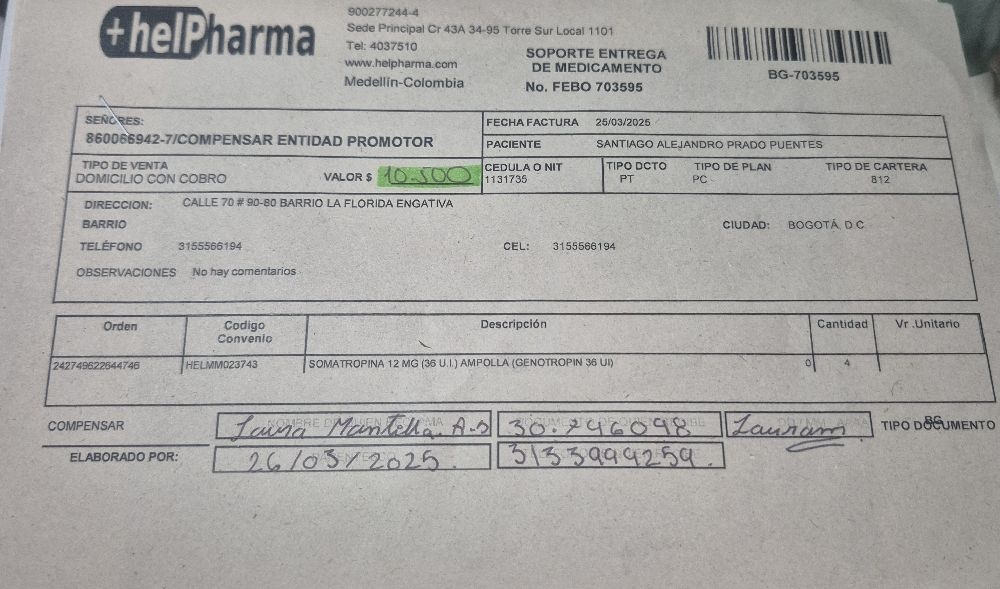 +helPharma
900277244-4
Sede Principal Cr 43A 34-95 Torre Sur Local 1101
Tel: 4037510
www.helpharma.com
Medellín-Colombia
SOPORTE ENTREGA
DE MEDICAMENTO
No. FEBO 703595
BG-703595
SEÑORES:
860066942-7/COMPENSAR ENTIDAD PROMOTOR
FECHA FACTURA 25/03/2025
PACIENTE SANTIAGO ALEJANDRO PRADO PUENTES
TIPO DE VENTA
DOMICILIO CON COBRO
VALOR $ 10.500
CEDULA O NIT
1131735
TIPO DCTO
PT
TIPO DE PLAN
PC
TIPO DE CARTERA
812
DIRECCION: CALLE 70 # 90-80 BARRIO LA FLORIDA ENGATIVA
BARRIO
CIUDAD: BOGOTÁ, D.C
TELÉFONO 3155566194
CEL: 3155566194
OBSERVACIONES No hay comentarios
Orden Codigo Convenio Descripción Cantidad Vr .Unitario
242749622644746 HELMM023743 SOMATROPINA 12 MG (36 U.I.) AMPOLLA (GENOTROPIN 36 UI) 0 4
COMPENSAR Laura Mantilla. 30.296098 Lauram TIPO DOCUMENTO
BG
ELABORADO POR: 26/03/2025. 3133999259.